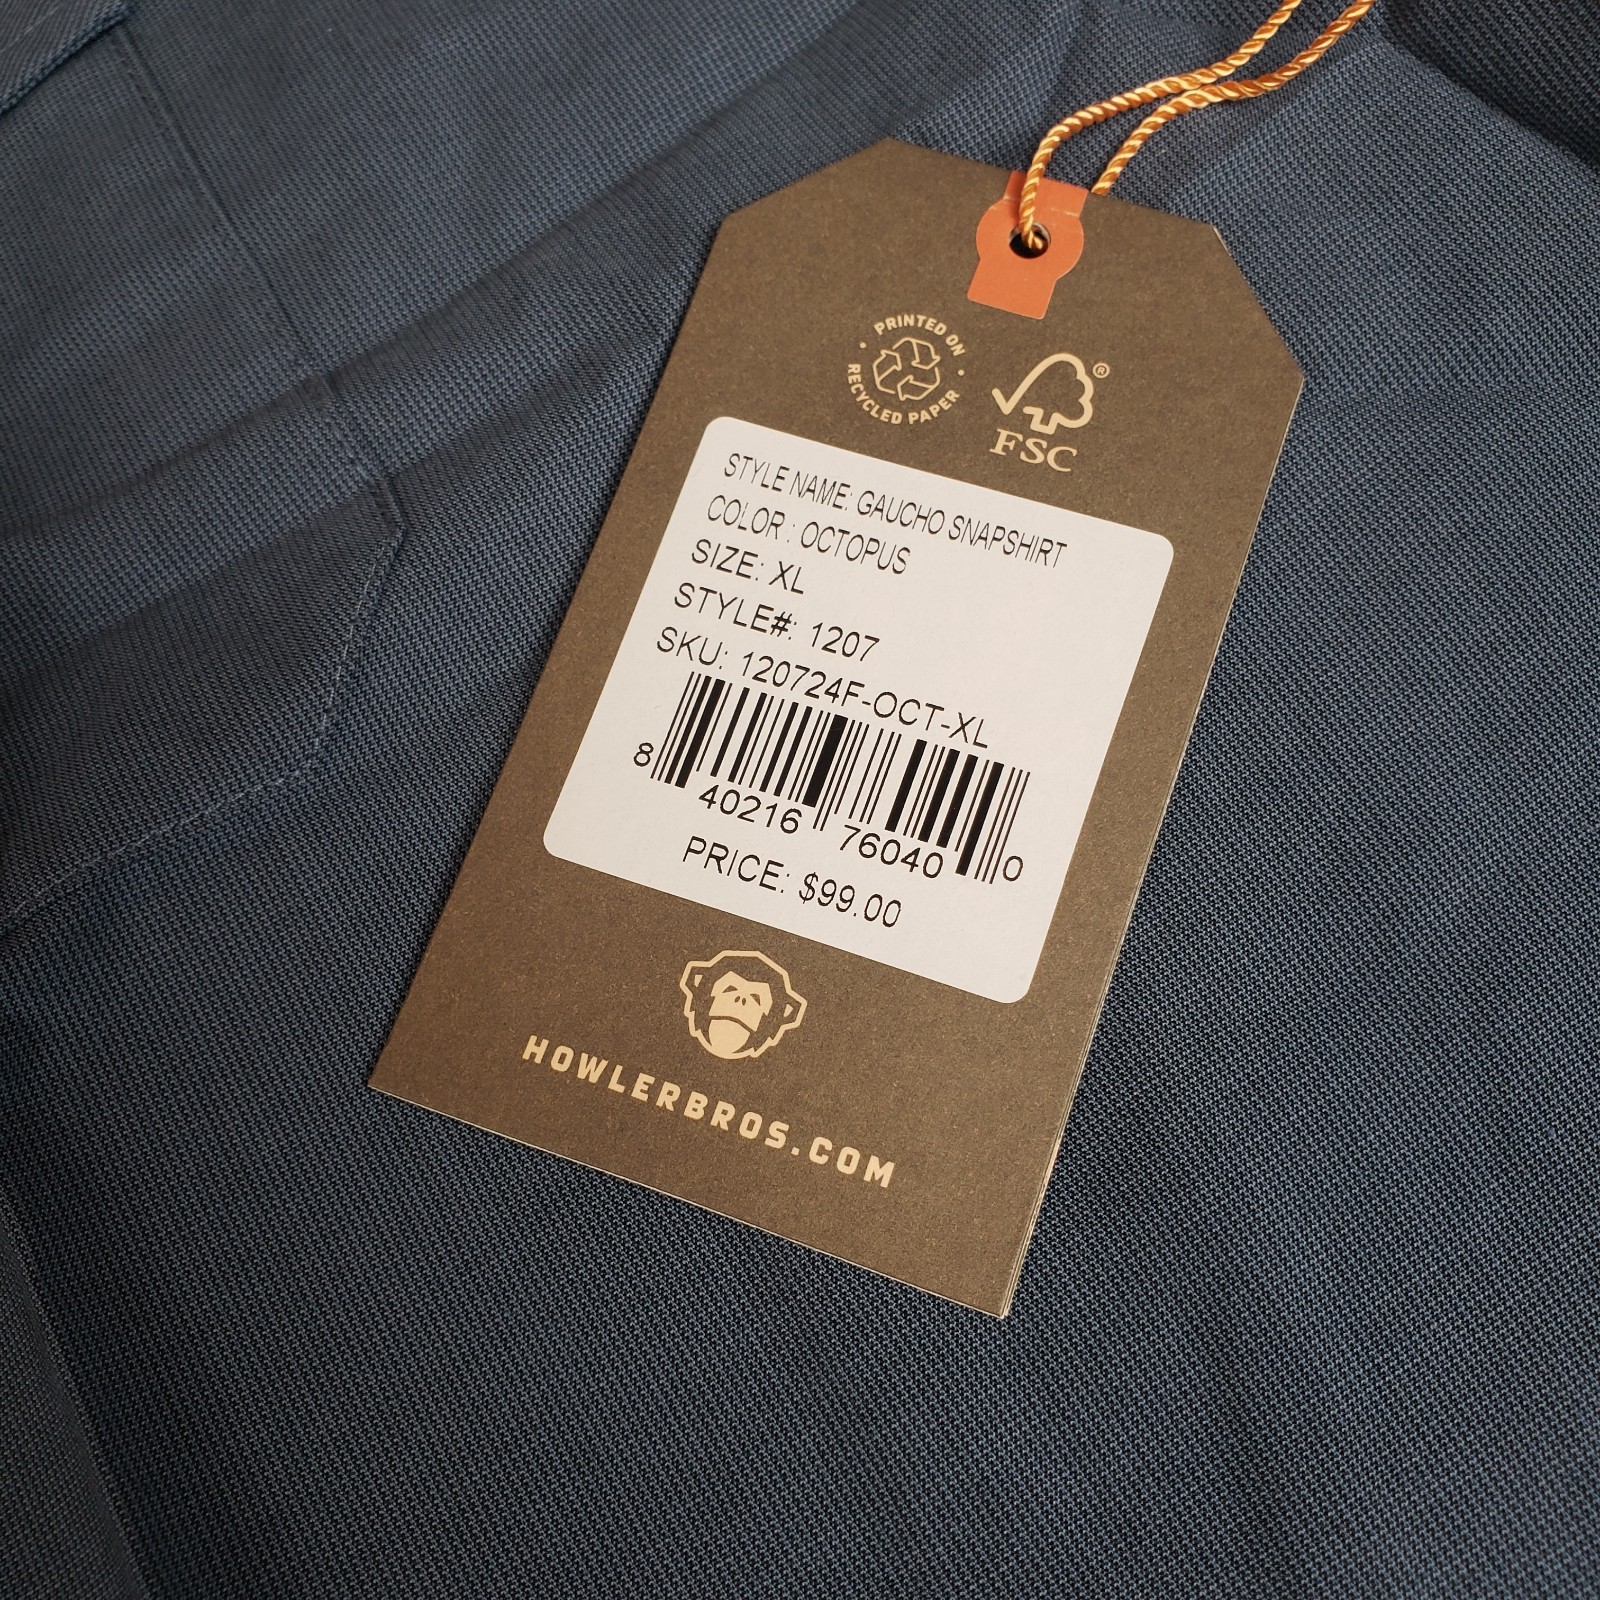 PRINTED ON
RECYCLED PAPER
®
FSC
STYLE NAME: GAUCHO SNAPSHIRT
COLOR : OCTOPUS
SIZE: XL
STYLE#: 1207
SKU: 120724F-OCT-XL
8 40216 76040 0
PRICE: $99.00
HOWLERBROS.COM